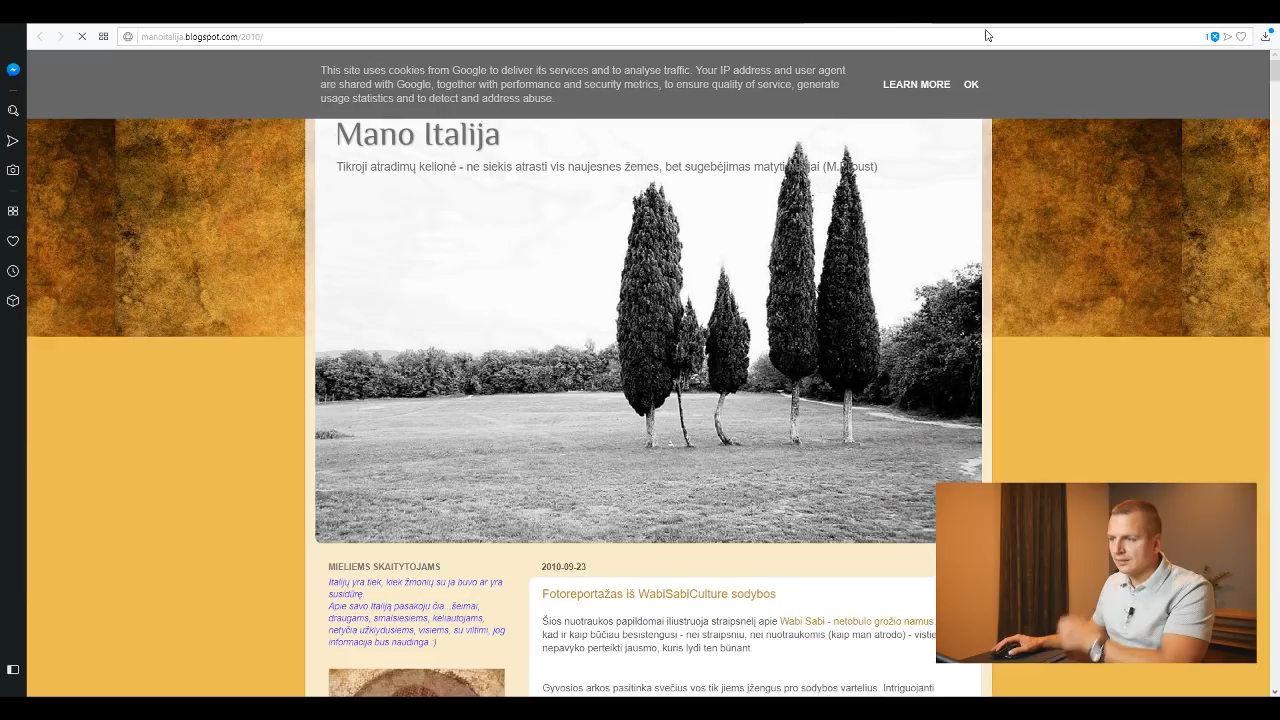 manoitalija.blogspot.com/2010/
1
This site uses cookies from Google to deliver its services and to analyse traffic. Your IP address and user agent
are shared with Google, together with performance and security metrics, to ensure quality of service, generate
usage statistics and to detect and address abuse.
LEARN MORE OK
Mano Italija
Tikroji atradimų kelionė - ne siekis atrasti vis naujesnes žemes, bet sugebėjimas matyti (M.Proust)
MIELIEMS SKAITYTOJAMS
Italijų yra tiek, kiek žmonių su ja buvo ar yra
susidūrę.
Apie savo Italiją pasakoju čia...šeimai,
draugams, smalsiesiems, keliautojams,
netyčia užklydusiems, visiems, su viltimi, jog
informacija bus naudinga :)
2010-09-23
Fotoreportažas iš WabiSabiCulture sodybos
Šios nuotraukos papildomai iliustruoja straipsnelį apie Wabi Sabi - netobulo grožio namus.
kad ir kaip būčiau besistengusi - nei straipsniu, nei nuotraukomis (kaip man atrodo) -
nepavyko perteikti jausmo, kuris lydi ten būnant.
Gyvosios arkos pasitinka svečius vos tik jiems įžengus pro sodybos vartelius. Intriguojanti